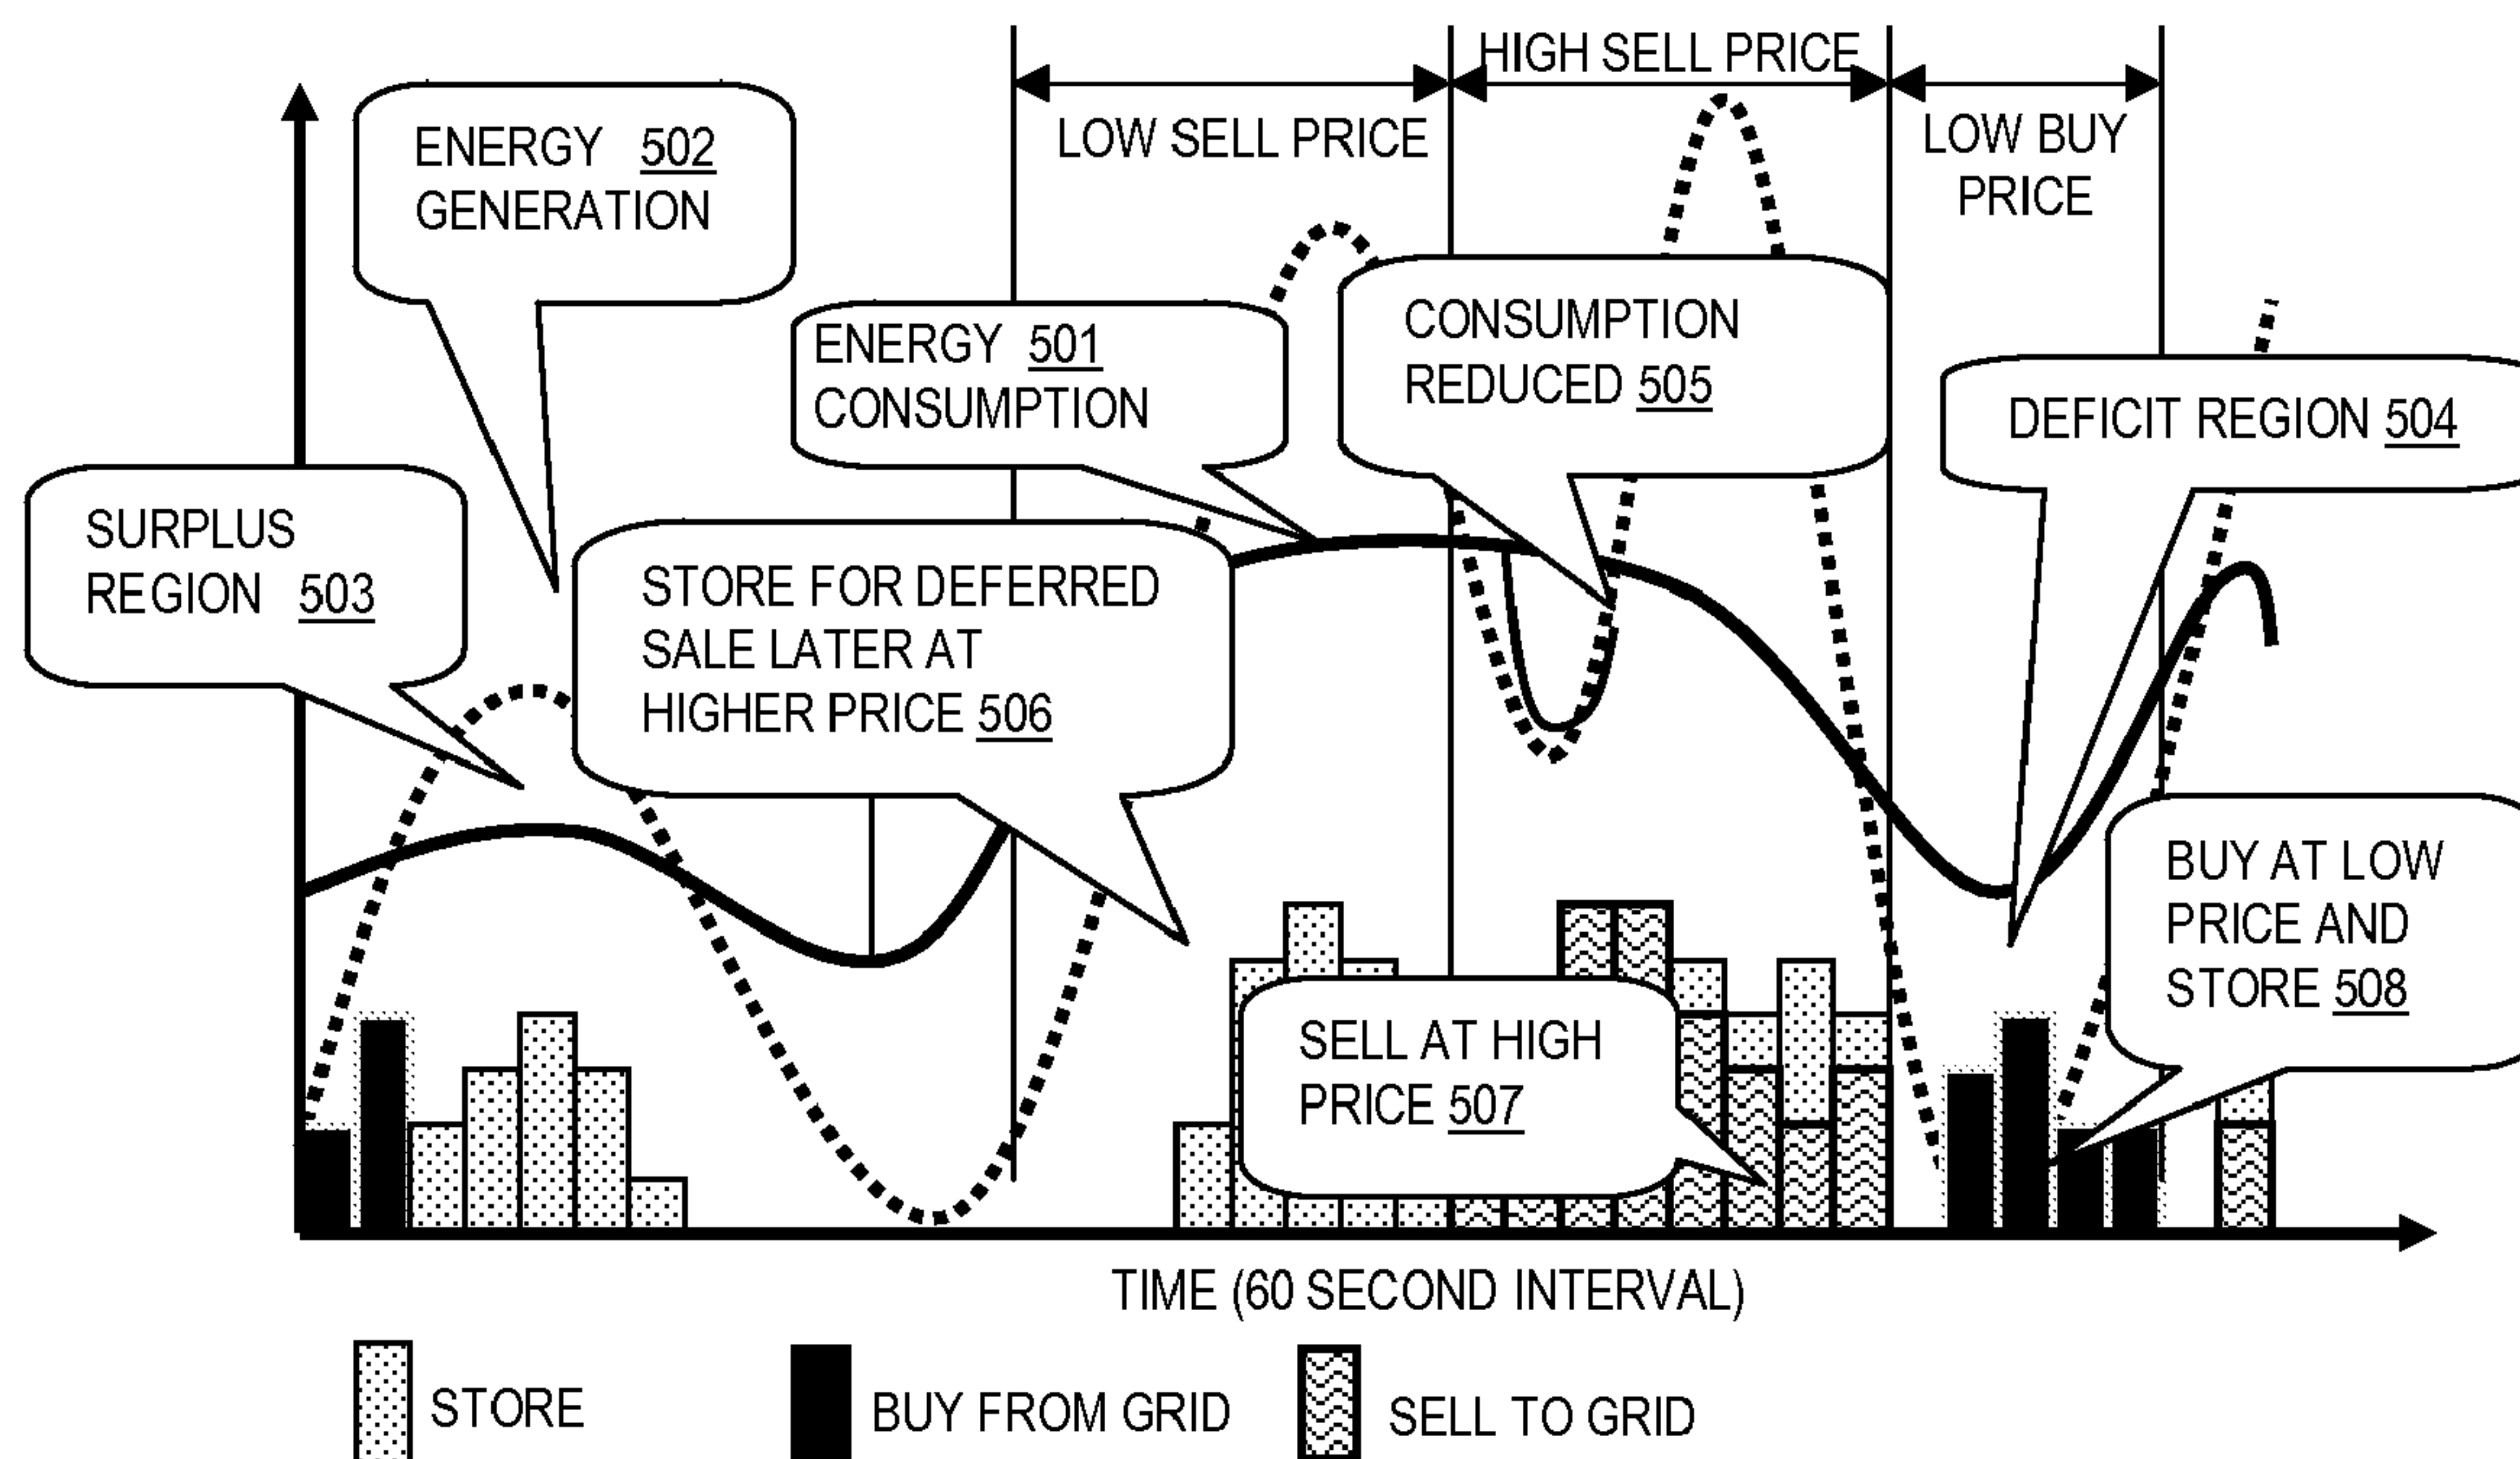 HIGH SELL PRICE
LOW SELL PRICE
LOW BUY
PRICE
ENERGY 502
GENERATION
ENERGY 501
CONSUMPTION
CONSUMPTION
REDUCED 505
DEFICIT REGION 504
SURPLUS
REGION 503
STORE FOR DEFERRED
SALE LATER AT
HIGHER PRICE 506
SELL AT HIGH
PRICE 507
BUY AT LOW
PRICE AND
STORE 508
TIME (60 SECOND INTERVAL)
STORE
BUY FROM GRID
SELL TO GRID